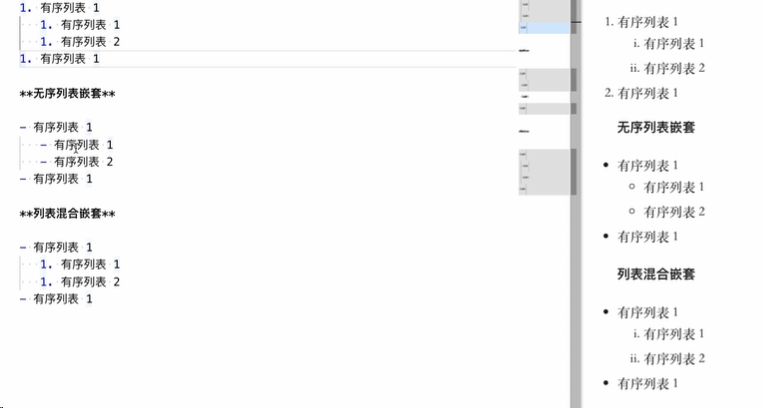 1. 有序列表 1
1. 有序列表 1
1. 有序列表 2
1. 有序列表 1
**无序列表嵌套**
- 有序列表 1
- 有序列表 1
- 有序列表 2
- 有序列表 1
**列表混合嵌套**
- 有序列表 1
1. 有序列表 1
1. 有序列表 2
- 有序列表 1
1. 有序列表 1
i. 有序列表 1
ii. 有序列表 2
2. 有序列表 1
无序列表嵌套
• 有序列表 1
◦ 有序列表 1
◦ 有序列表 2
• 有序列表 1
列表混合嵌套
• 有序列表 1
i. 有序列表 1
ii. 有序列表 2
• 有序列表 1